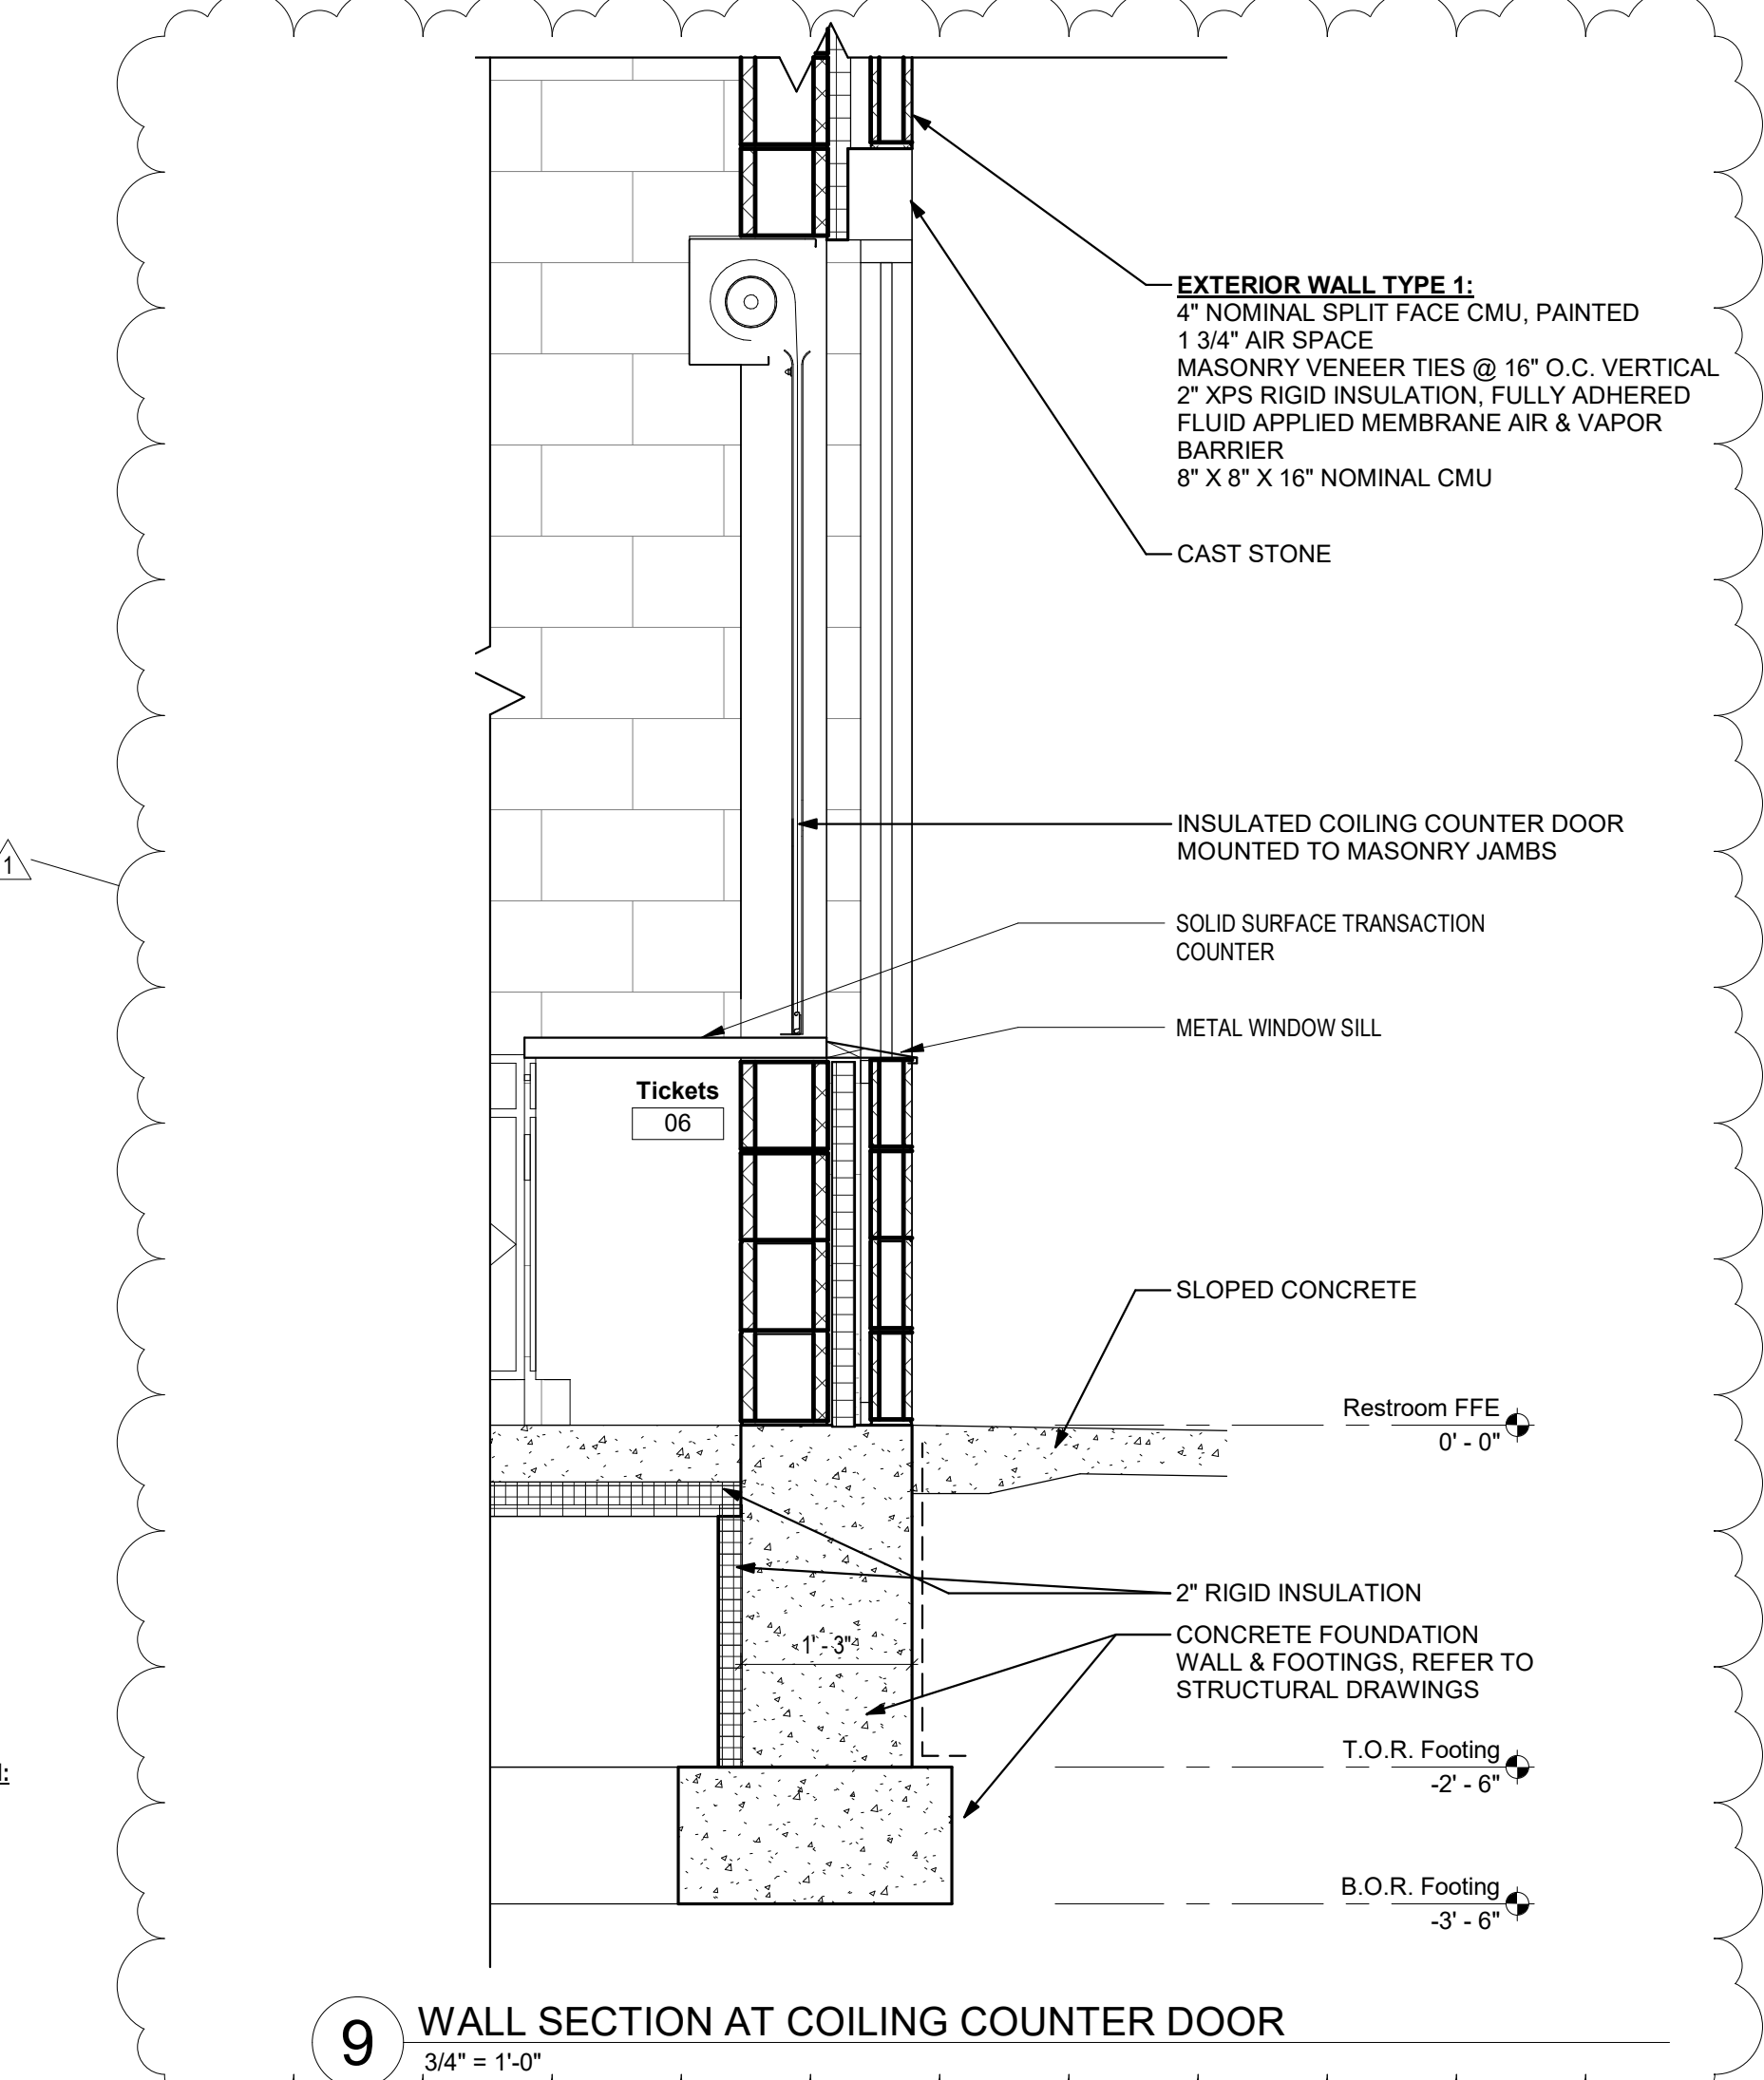 EXTERIOR WALL TYPE 1:
4" NOMINAL SPLIT FACE CMU, PAINTED
1 3/4" AIR SPACE
MASONRY VENEER TIES @ 16" O.C. VERTICAL
2" XPS RIGID INSULATION, FULLY ADHERED
FLUID APPLIED MEMBRANE AIR & VAPOR
BARRIER
8" X 8" X 16" NOMINAL CMU
CAST STONE
INSULATED COILING COUNTER DOOR
MOUNTED TO MASONRY JAMBS
1
SOLID SURFACE TRANSACTION
COUNTER
METAL WINDOW SILL
Tickets
06
SLOPED CONCRETE
Restroom FFE
0' - 0"
2" RIGID INSULATION
CONCRETE FOUNDATION
WALL & FOOTINGS, REFER TO
STRUCTURAL DRAWINGS
1' - 3"
T.O.R. Footing
-2' - 6"
B.O.R. Footing
-3' - 6"
9
WALL SECTION AT COILING COUNTER DOOR
3/4" = 1'-0"